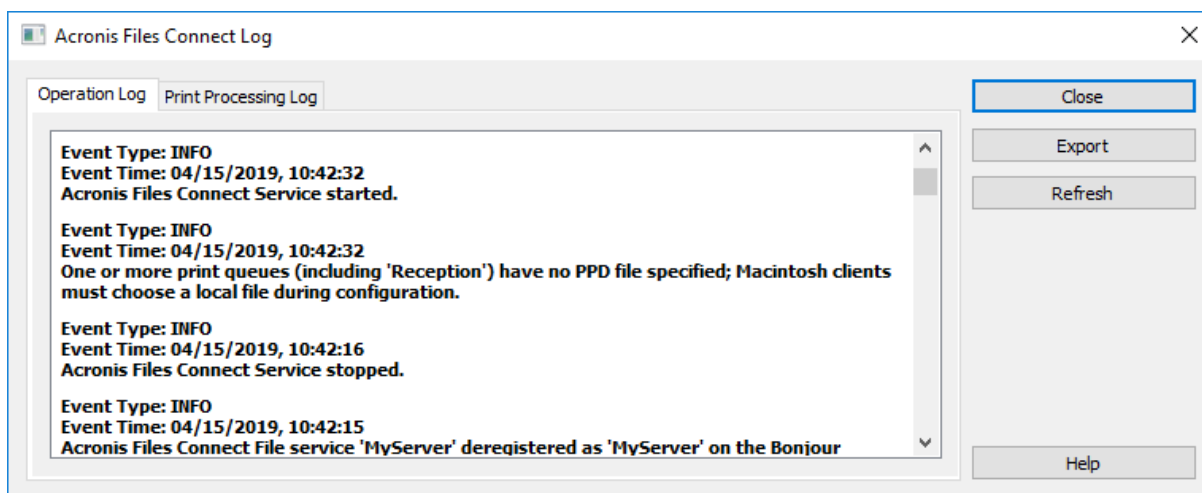 Acronis Files Connect Log
Operation Log
Print Processing Log
Event Type: INFO
Event Time: 04/15/2019, 10:42:32
Acronis Files Connect Service started.
Event Type: INFO
Event Time: 04/15/2019, 10:42:32
One or more print queues (including 'Reception') have no PPD file specified; Macintosh clients
must choose a local file during configuration.
Event Type: INFO
Event Time: 04/15/2019, 10:42:16
Acronis Files Connect Service stopped.
Event Type: INFO
Event Time: 04/15/2019, 10:42:15
Acronis Files Connect File service 'MyServer' deregistered as 'MyServer' on the Bonjour
Close
Export
Refresh
Help